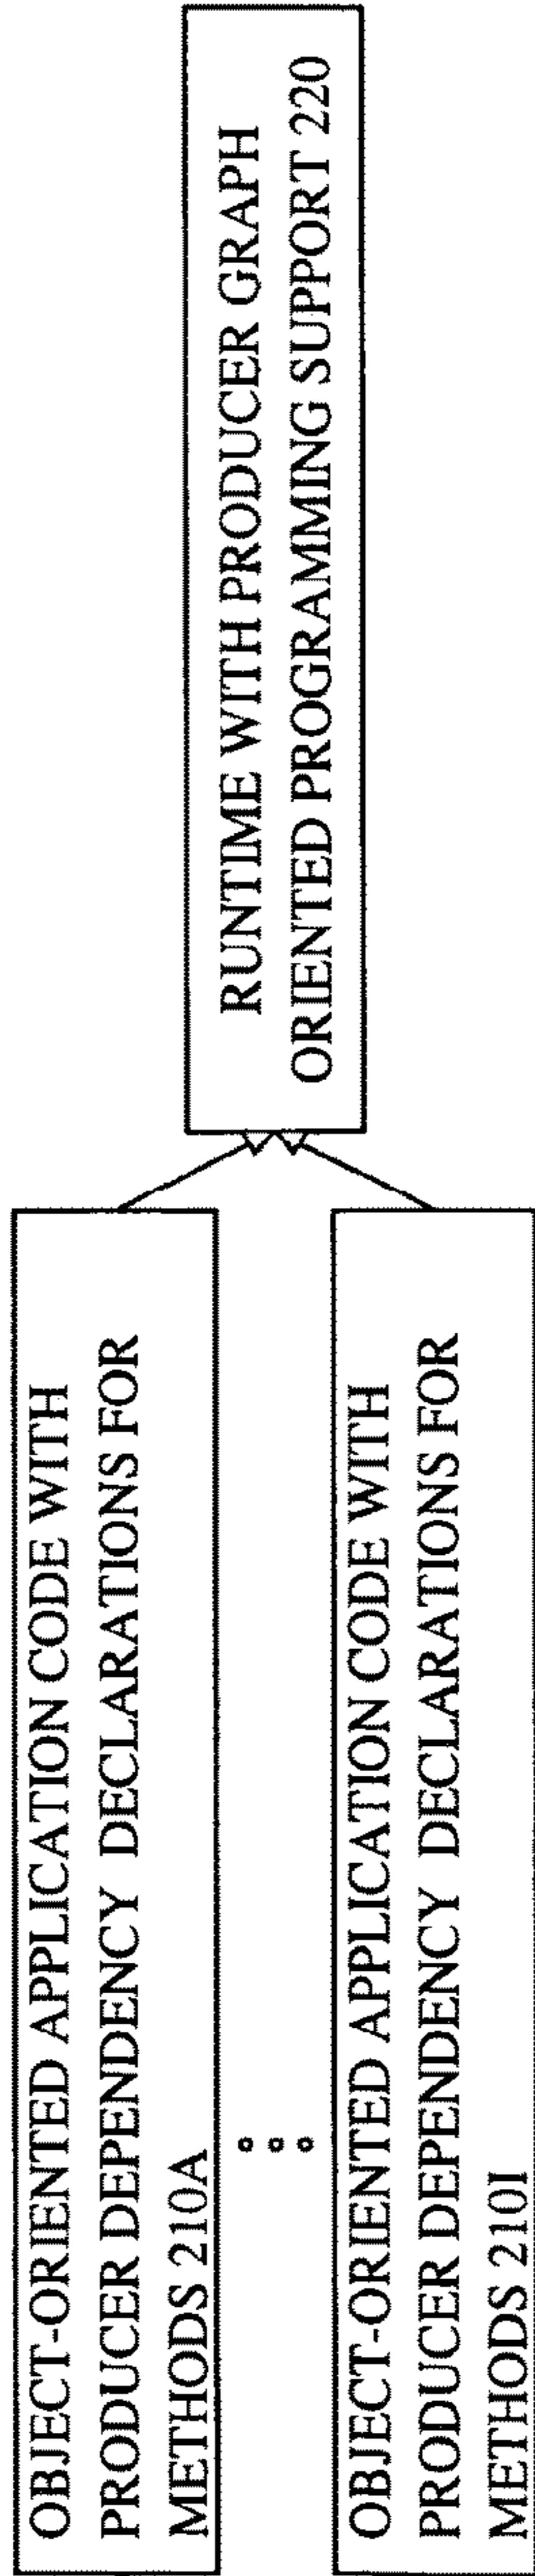 OBJECT-ORIENTED APPLICATION CODE WITH
PRODUCER DEPENDENCY DECLARATIONS FOR
METHODS 210A
OBJECT-ORIENTED APPLICATION CODE WITH
PRODUCER DEPENDENCY DECLARATIONS FOR
METHODS 210I
RUNTIME WITH PRODUCER GRAPH
ORIENTED PROGRAMMING SUPPORT 220